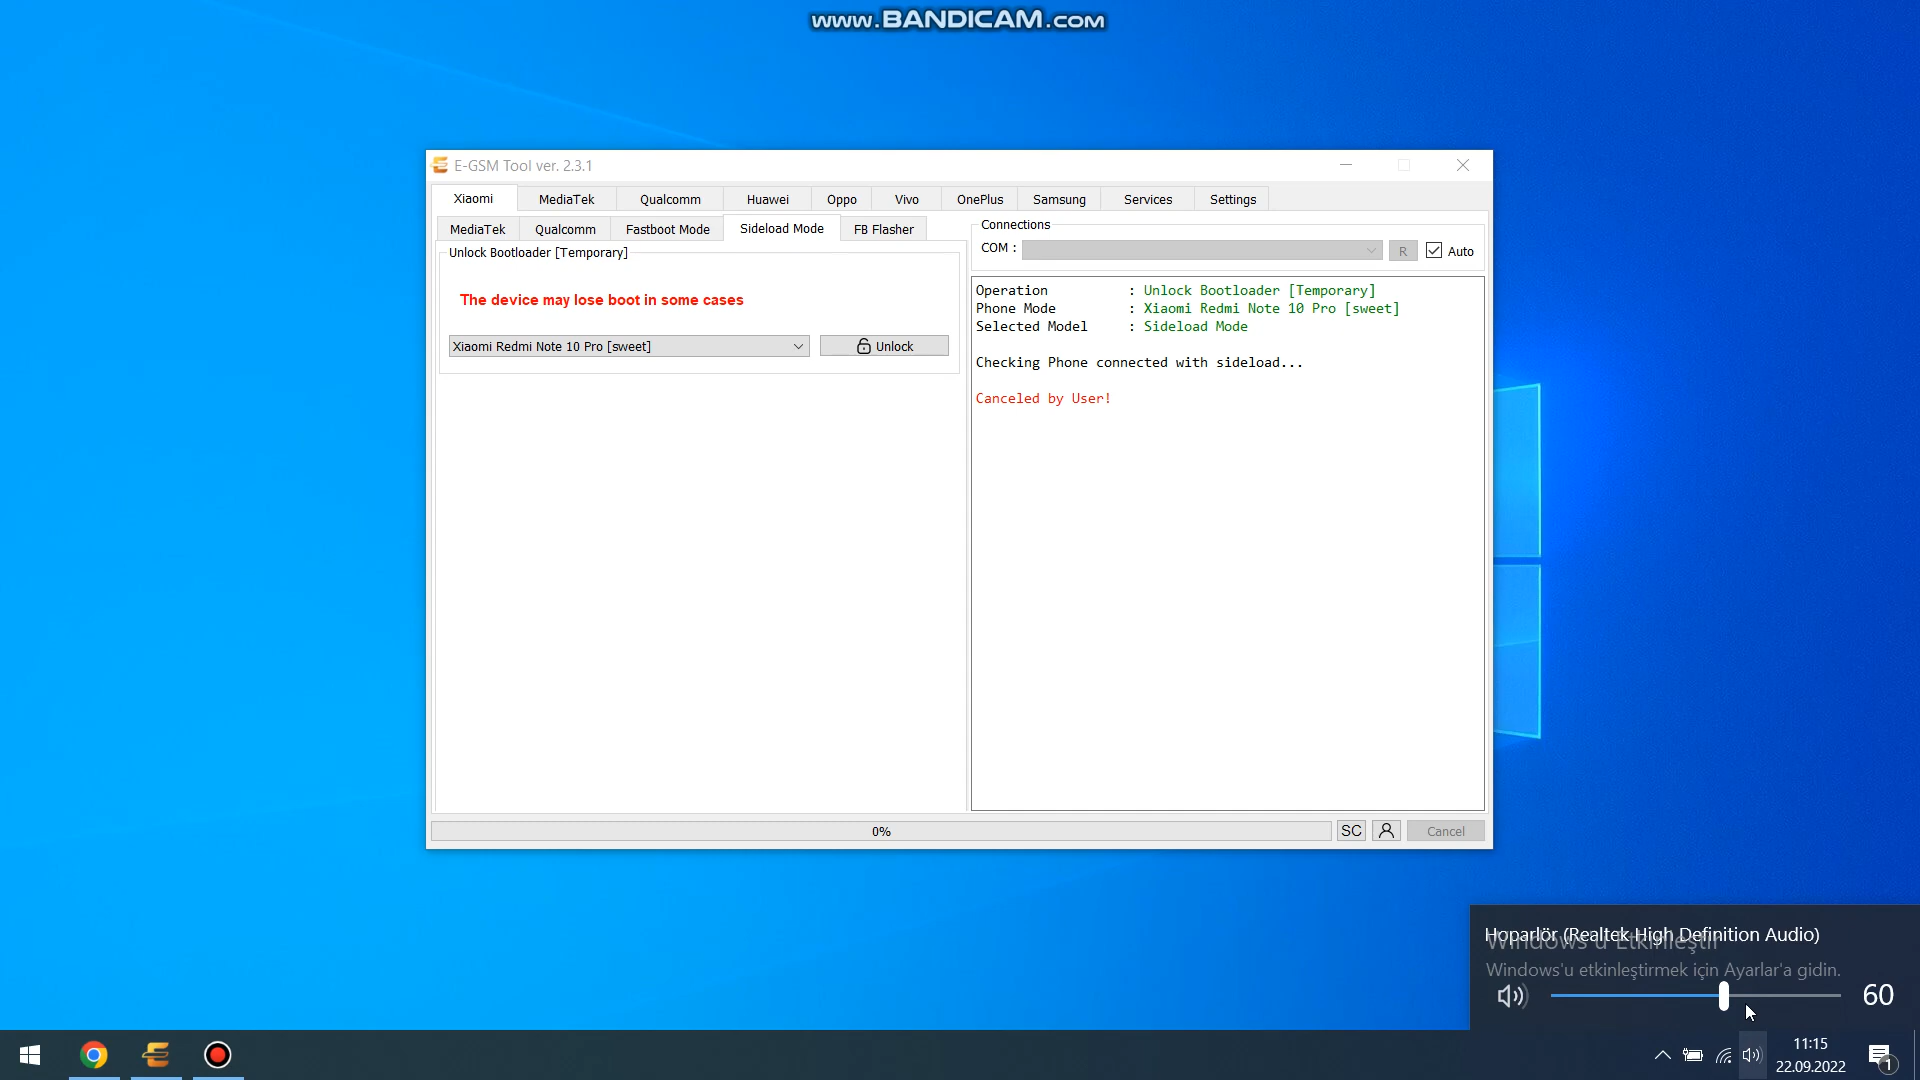 www.BANDICAM.com
E-GSM Tool ver. 2.3.1
Xiaomi MediaTek Qualcomm Huawei Oppo Vivo OnePlus Samsung Services Settings
MediaTek Qualcomm Fastboot Mode Sideload Mode FB Flasher
Unlock Bootloader [Temporary]
The device may lose boot in some cases
Xiaomi Redmi Note 10 Pro [sweet] Unlock
Connections
COM : R Auto
Operation : Unlock Bootloader [Temporary]
Phone Mode : Xiaomi Redmi Note 10 Pro [sweet]
Selected Model : Sideload Mode
Checking Phone connected with sideload...
Canceled by User!
0% SC Cancel
Hoparlör (Realtek High Definition Audio)
Windows'u Etkinleştir
Windows'u etkinleştirmek için Ayarlar'a gidin.
60
11:15
22.09.2022
1